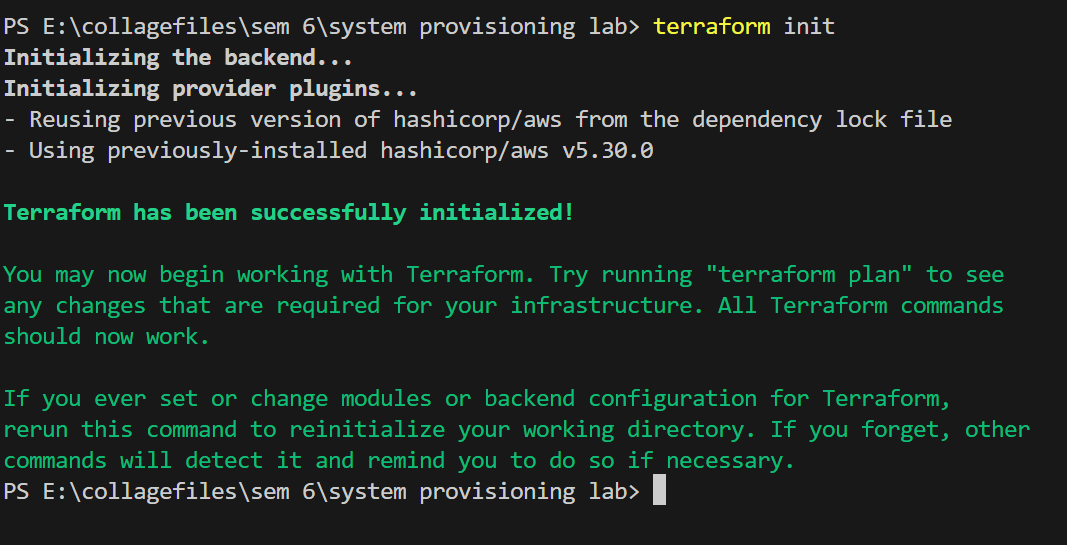 PS E:\collagefiles\sem 6\system provisioning lab> terraform init
Initializing the backend...
Initializing provider plugins...
- Reusing previous version of hashicorp/aws from the dependency lock file
- Using previously-installed hashicorp/aws v5.30.0
Terraform has been successfully initialized!
You may now begin working with Terraform. Try running "terraform plan" to see
any changes that are required for your infrastructure. All Terraform commands
should now work.
If you ever set or change modules or backend configuration for Terraform,
rerun this command to reinitialize your working directory. If you forget, other
commands will detect it and remind you to do so if necessary.
PS E:\collagefiles\sem 6\system provisioning lab>